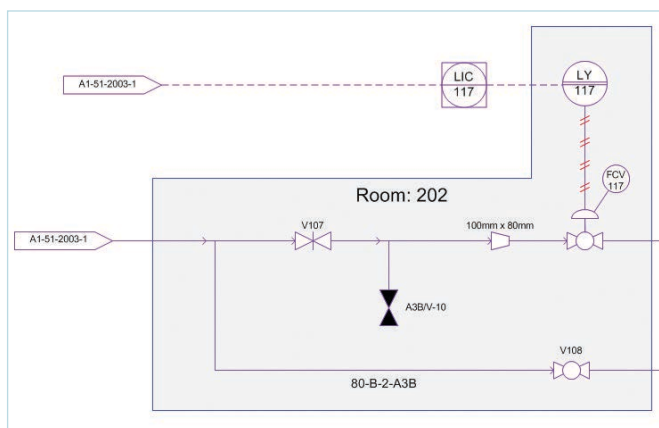 A1-51-2003-1
LIC
117
LY
117
FCV
117
Room: 202
A1-51-2003-1
V107
100mm x 80mm
A3B/V-10
V108
80-B-2-A3B